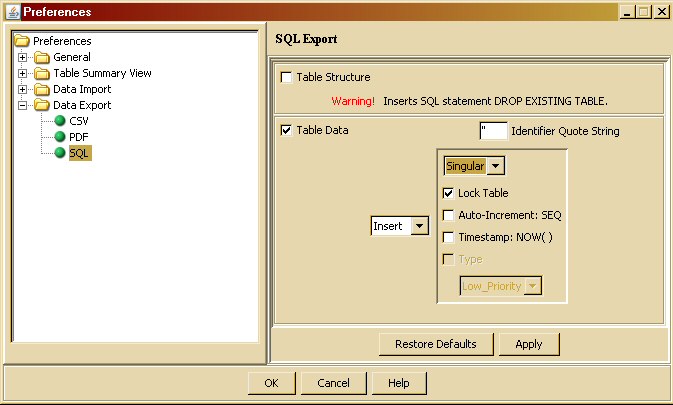 Preferences
Preferences
General
Table Summary View
Data Import
Data Export
CSV
PDF
SQL
SQL Export
Table Structure
Warning! Inserts SQL statement DROP EXISTING TABLE.
Table Data
" Identifier Quote String
Singular
Lock Table
Insert
Auto-Increment: SEQ
Timestamp: NOW( )
Type
Low_Priority
Restore Defaults Apply
OK Cancel Help